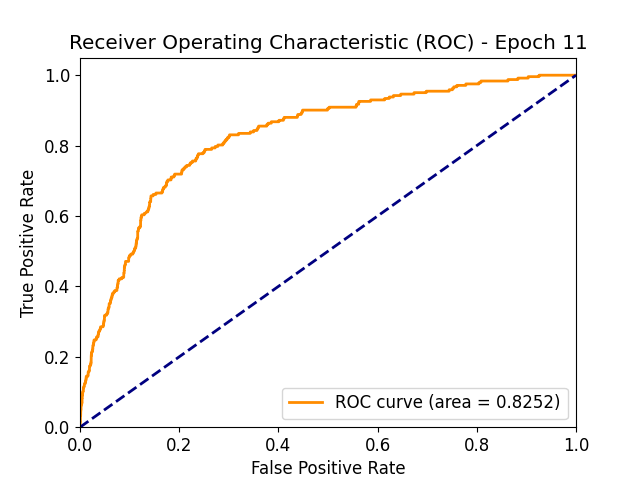 Receiver Operating Characteristic (ROC) - Epoch 11
True Positive Rate
1.0
0.8
0.6
0.4
0.2
0.0
ROC curve (area = 0.8252)
0.0 0.2 0.4 0.6 0.8 1.0
False Positive Rate